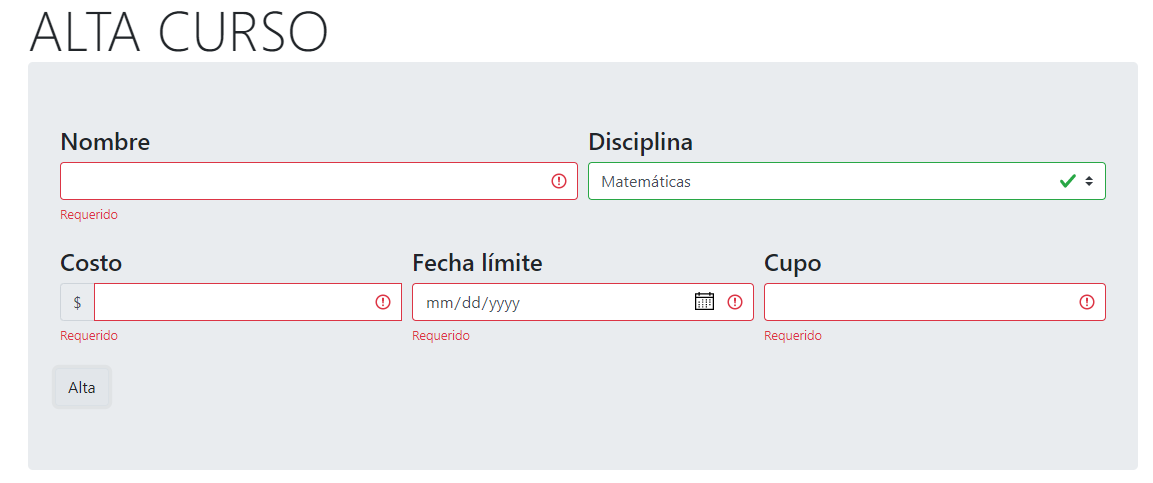 ALTA CURSO
Nombre Disciplina
Matemáticas
Requerido
Costo Fecha límite Cupo
$ mm/dd/yyyy
Requerido Requerido Requerido
Alta